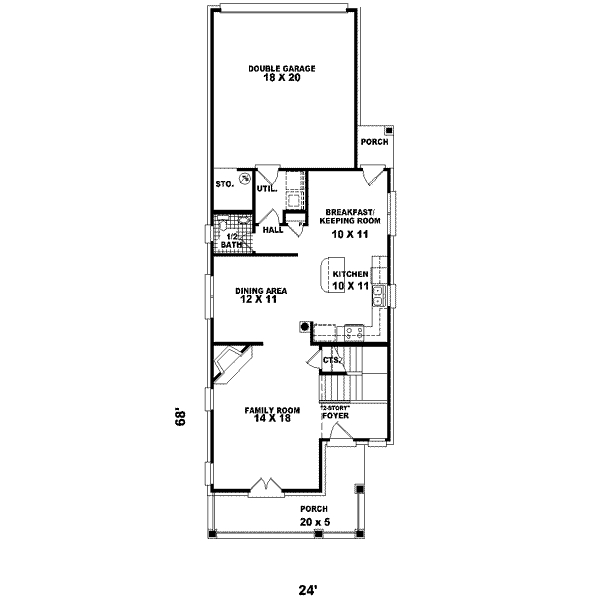 DOUBLE GARAGE
18 X 20
PORCH
STO.
UTIL.
BREAKFAST/
KEEPING ROOM
10 X 11
1/2
BATH
HALL
P
KITCHEN
10 X 11
DINING AREA
12 X 11
CTS.
FAMILY ROOM
14 X 18
"2-STORY"
FOYER
68'
PORCH
20 x 5
24'